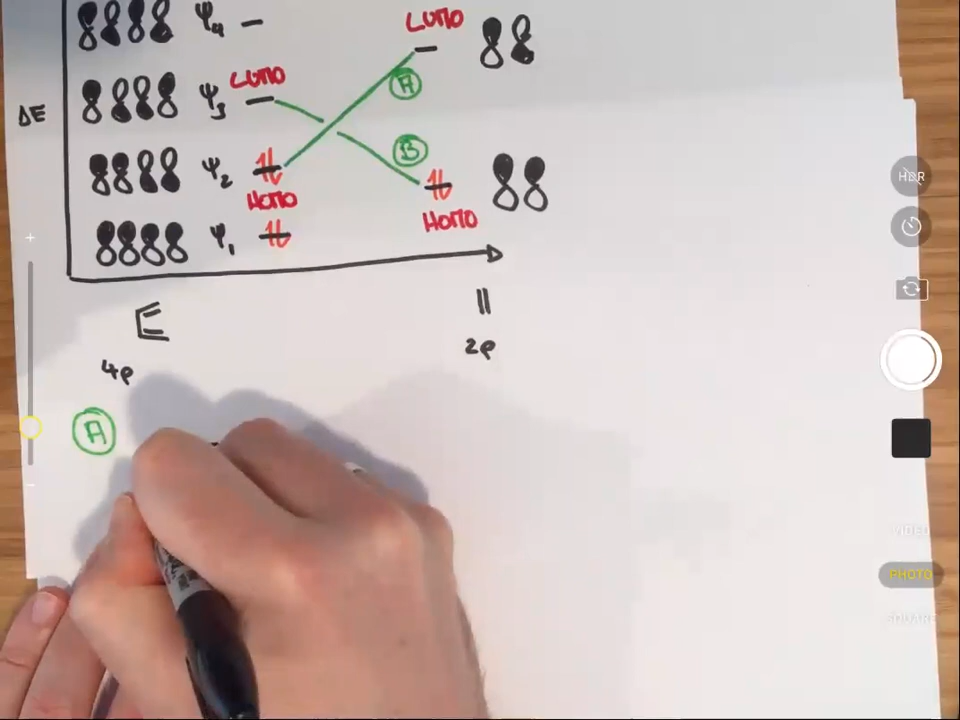 Ψ4
LUMO
LUMO
ΔE
Ψ3
A
B
Ψ2
HOMO
HOMO
Ψ1
4e
2e
A
HDR
VIDEO
PHOTO
SQUARE